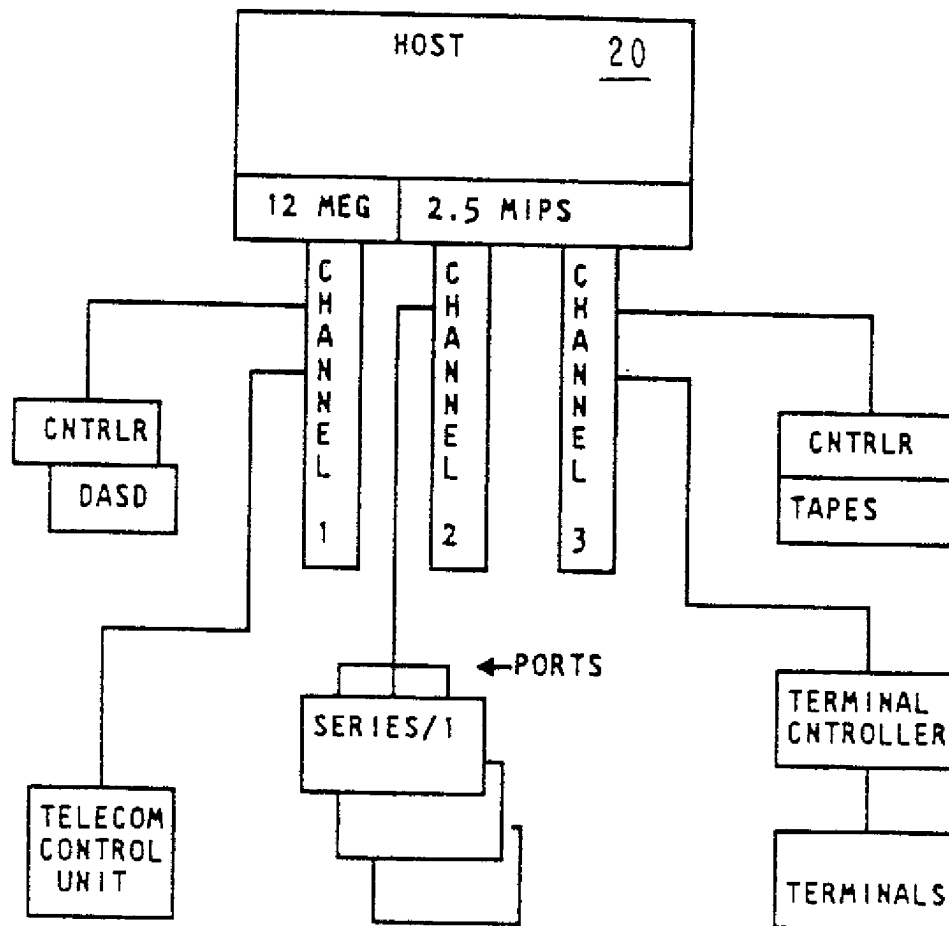 HOST
20
12 MEG
2.5 MIPS
CHANNEL 1
CHANNEL 2
CHANNEL 3
CNTRLR
DASD
CNTRLR
TAPES
PORTS
SERIES/1
TERMINAL
CNTROLLER
TELECOM
CONTROL
UNIT
TERMINALS